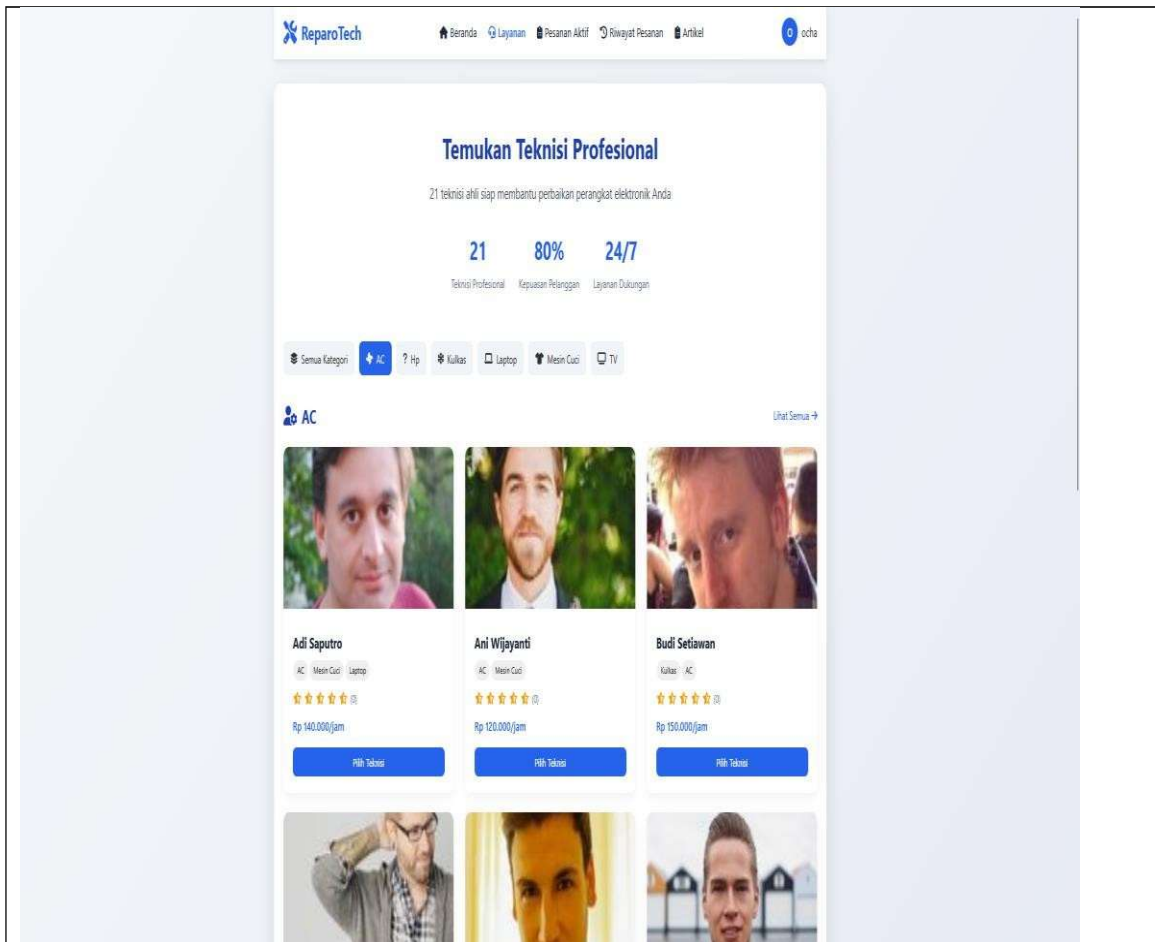 ReparoTech Beranda Layanan Pesanan Aktif Riwayat Pesanan Artikel O ocha
Temukan Teknisi Profesional
21 teknisi ahli siap membantu perbaikan perangkat elektronik Anda
21 80% 24/7
Teknisi Profesional Kepuasan Pelanggan Layanan Dukungan
Semua Kategori AC ? Hp Kulkas Laptop Mesin Cuci TV
AC Lihat Semua →
Adi Saputro Ani Wijayanti Budi Setiawan
AC Mesin Cuci Laptop AC Mesin Cuci Kulkas AC
(0) (0) (0)
Rp 140.000/jam Rp 120.000/jam Rp 150.000/jam
Pilih Teknisi Pilih Teknisi Pilih Teknisi